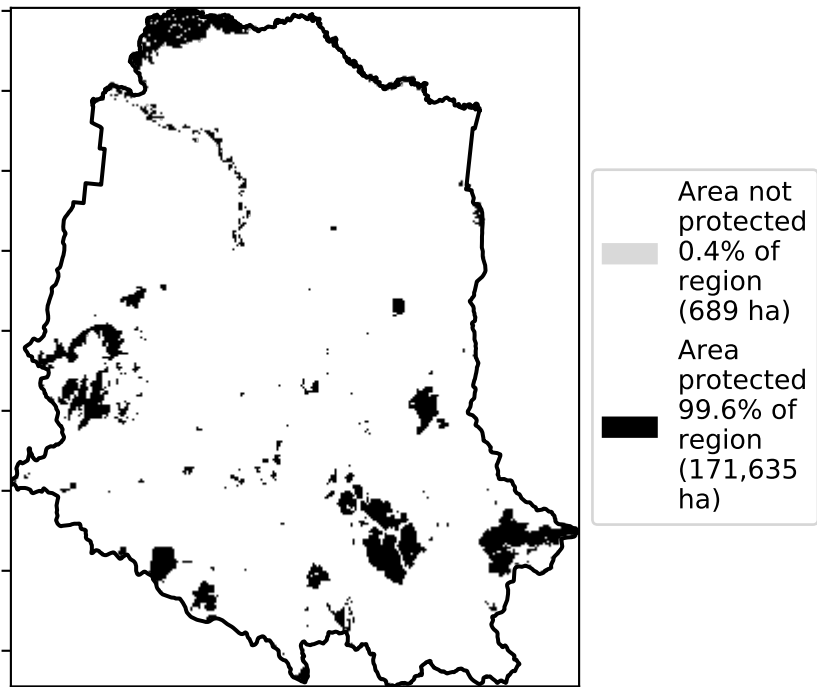 Area not
protected
0.4% of
region
(689 ha)
Area
protected
99.6% of
region
(171,635
ha)